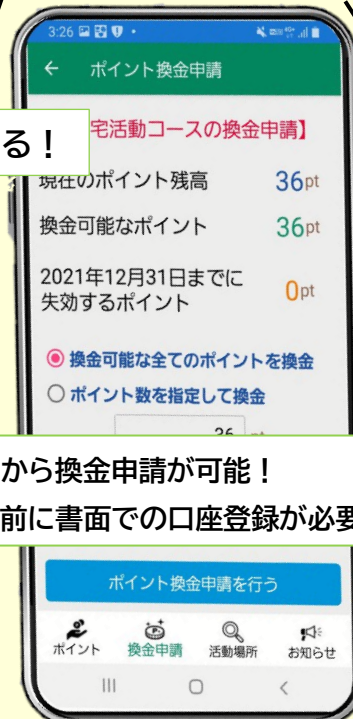 3:26
ポイント換金申請
宅活動コースの換金申請】
る！
現在のポイント残高 36pt
換金可能なポイント 36pt
2021年12月31日までに
失効するポイント 0pt
換金可能な全てのポイントを換金
ポイント数を指定して換金
36 pt
から換金申請が可能！
前に書面での口座登録が必要
ポイント換金申請を行う
ポイント 換金申請 活動場所 お知らせ